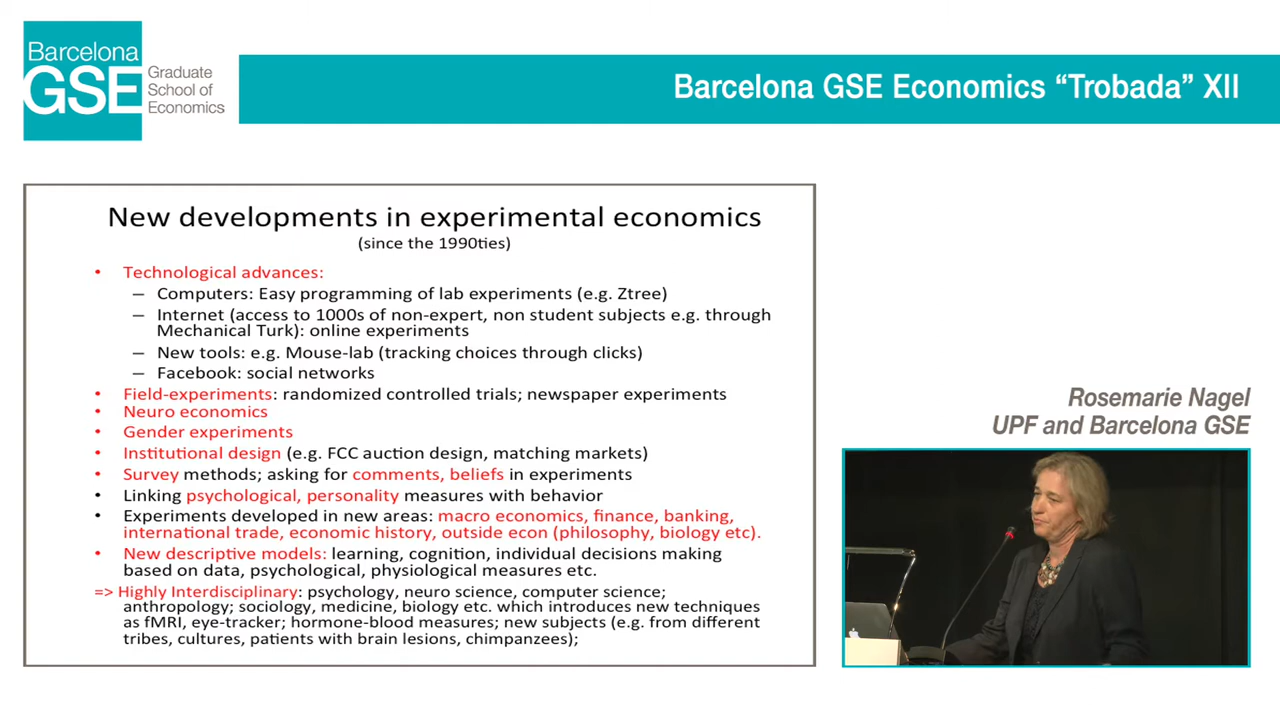 Barcelona
GSE
Graduate
School of
Economics
Barcelona GSE Economics “Trobada” XII
New developments in experimental economics
(since the 1990ties)
• Technological advances:
– Computers: Easy programming of lab experiments (e.g. Ztree)
– Internet (access to 1000s of non-expert, non student subjects e.g. through
Mechanical Turk): online experiments
– New tools: e.g. Mouse-lab (tracking choices through clicks)
– Facebook: social networks
• Field-experiments: randomized controlled trials; newspaper experiments
• Neuro economics
• Gender experiments
• Institutional design (e.g. FCC auction design, matching markets)
• Survey methods; asking for comments, beliefs in experiments
• Linking psychological, personality measures with behavior
• Experiments developed in new areas: macro economics, finance, banking,
international trade, economic history, outside econ (philosophy, biology etc).
• New descriptive models: learning, cognition, individual decisions making
based on data, psychological, physiological measures etc.
=> Highly Interdisciplinary: psychology, neuro science, computer science;
anthropology; sociology, medicine, biology etc. which introduces new techniques
as fMRI, eye-tracker; hormone-blood measures; new subjects (e.g. from different
tribes, cultures, patients with brain lesions, chimpanzees);
Rosemarie Nagel
UPF and Barcelona GSE